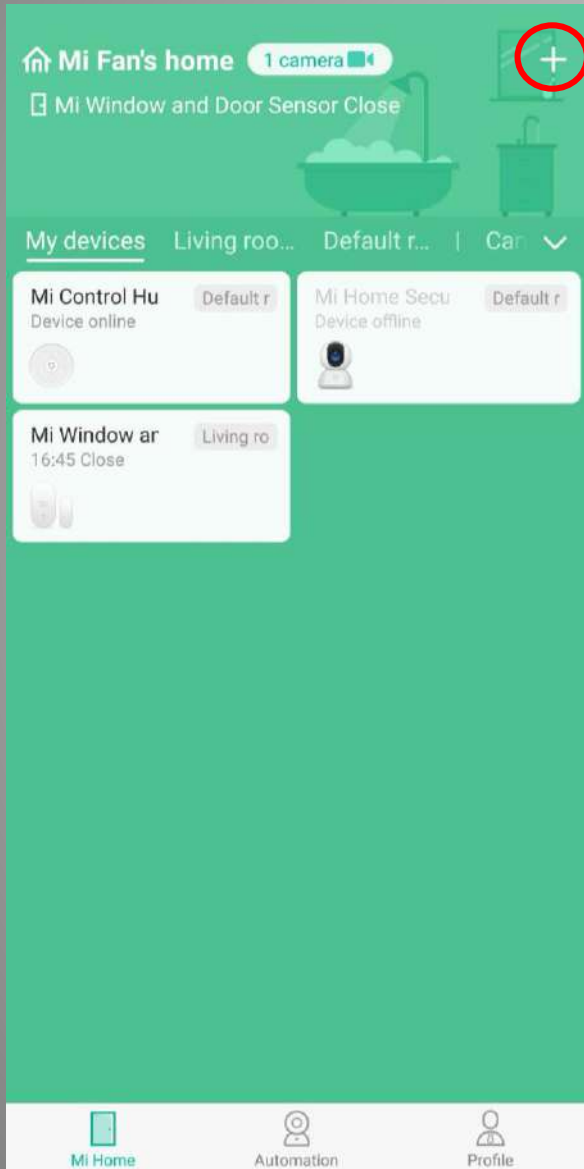 Mi Fan's home
1 camera
Mi Window and Door Sensor Close
My devices Living roo... Default r... | Can
Mi Control Hu Default r
Device online
Mi Home Secu Default r
Device offline
Mi Window ar Living ro
16:45 Close
Mi Home
Automation
Profile